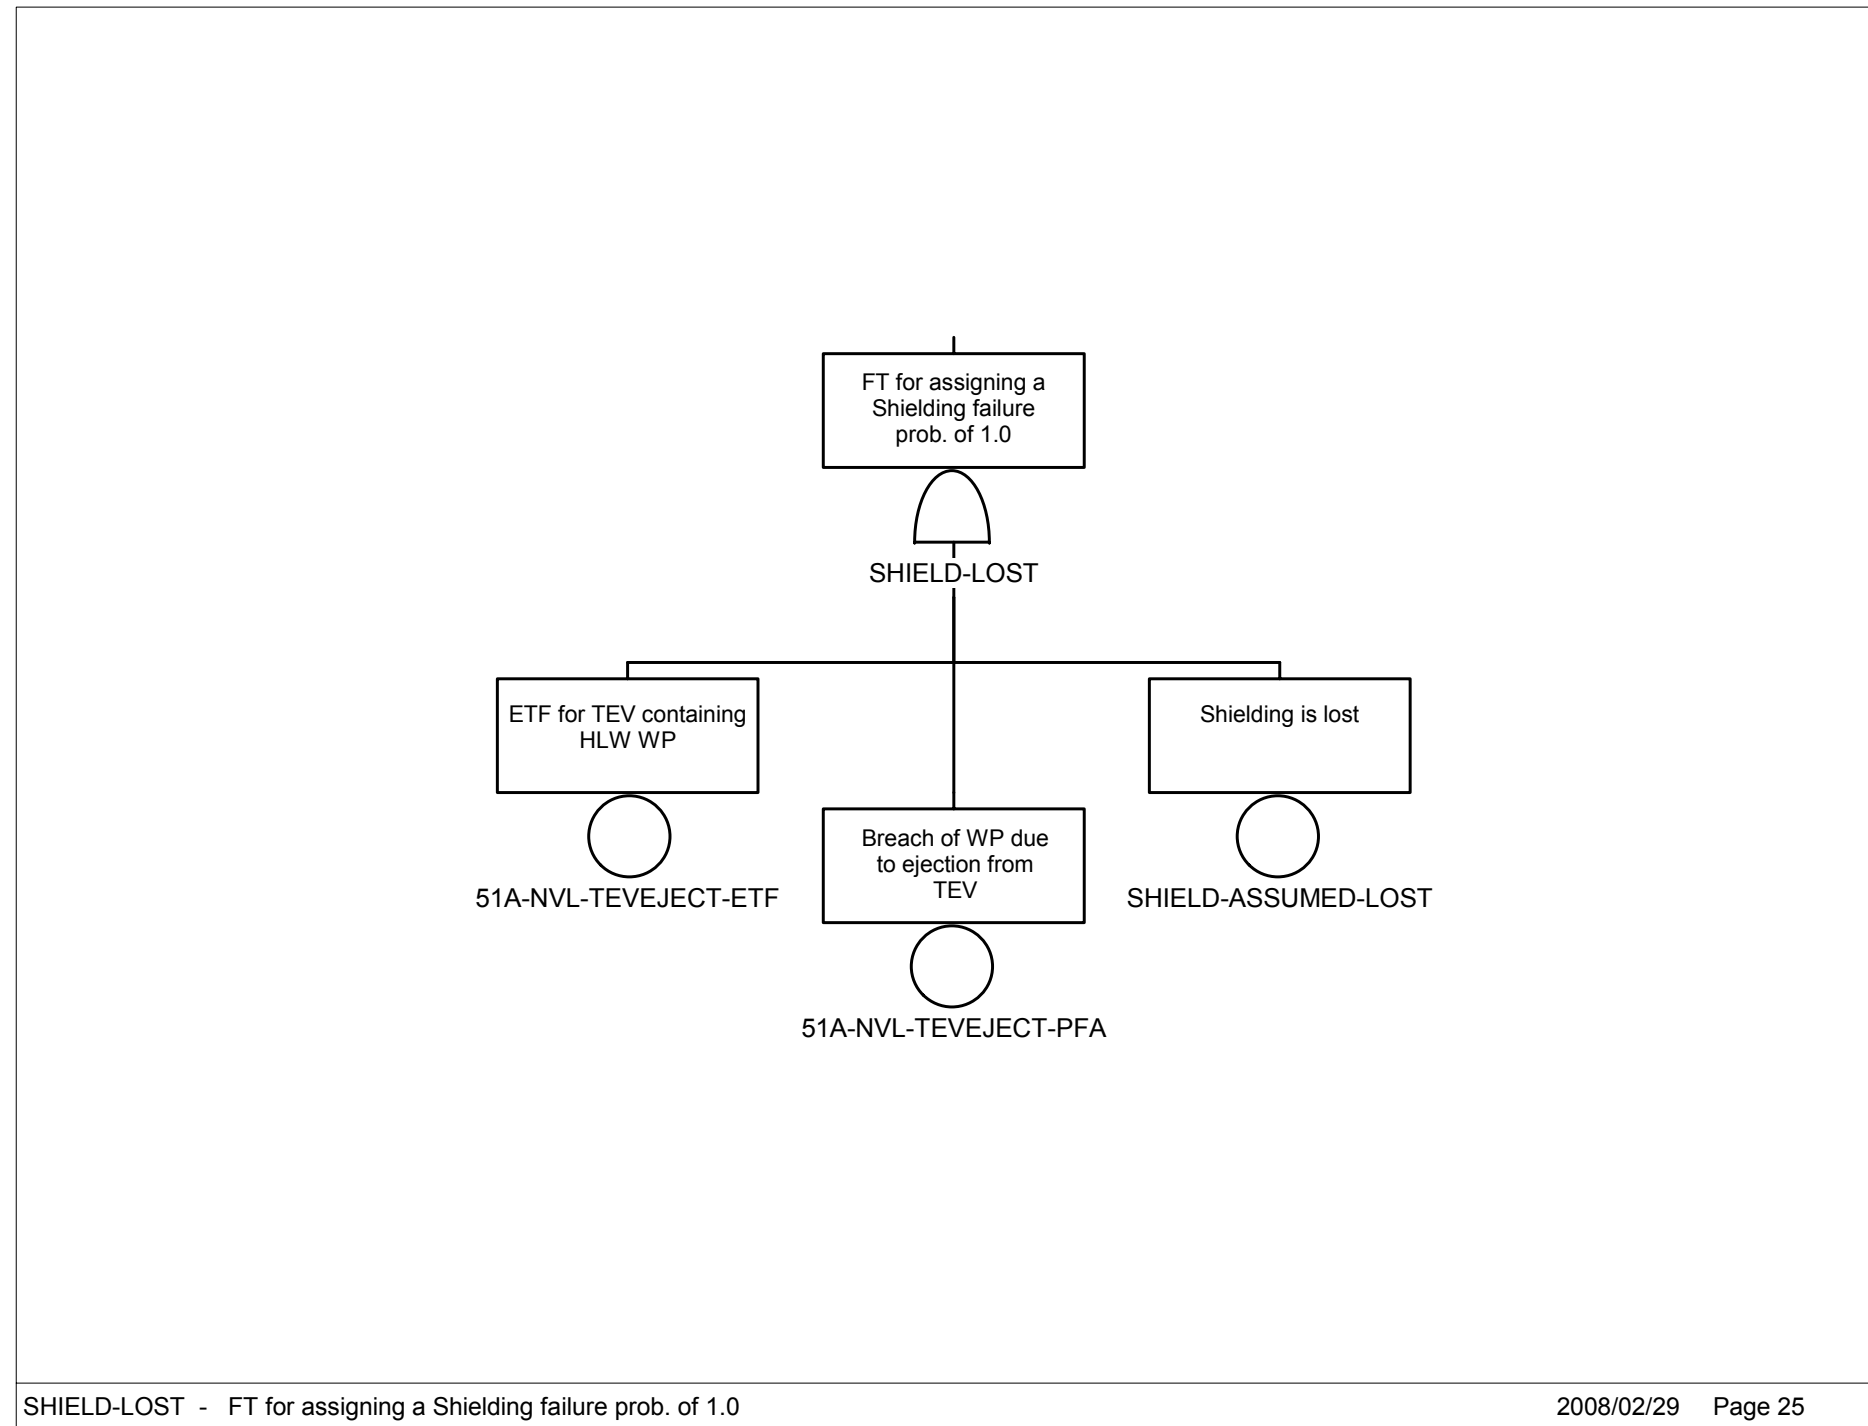 FT for assigning a
Shielding failure
prob. of 1.0
SHIELD-LOST
ETF for TEV containing
HLW WP
51A-NVL-TEVEJECT-ETF
Breach of WP due
to ejection from
TEV
51A-NVL-TEVEJECT-PFA
Shielding is lost
SHIELD-ASSUMED-LOST
SHIELD-LOST - FT for assigning a Shielding failure prob. of 1.0
2008/02/29 Page 25